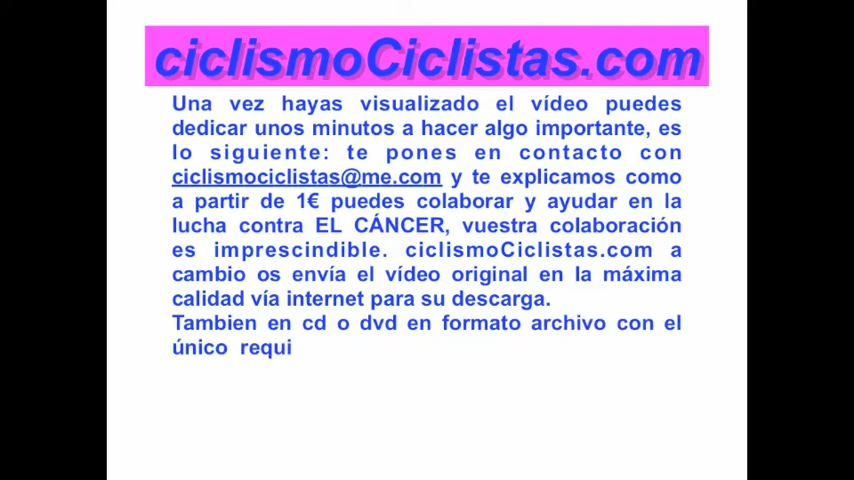 ciclismoCiclistas.com
Una vez hayas visualizado el vídeo puedes
dedicar unos minutos a hacer algo importante, es
lo siguiente: te pones en contacto con
ciclismociclistas@me.com y te explicamos como
a partir de 1€ puedes colaborar y ayudar en la
lucha contra EL CÁNCER, vuestra colaboración
es imprescindible. ciclismoCiclistas.com a
cambio os envía el vídeo original en la máxima
calidad vía internet para su descarga.
Tambien en cd o dvd en formato archivo con el
único requi